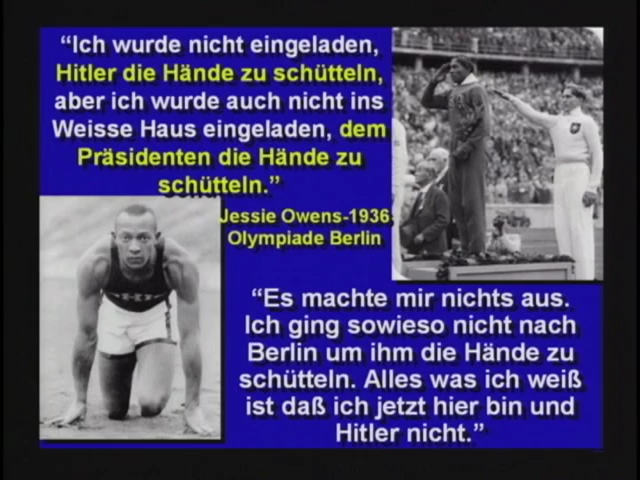 “Ich wurde nicht eingeladen,
Hitler die Hände zu schütteln,
aber ich wurde auch nicht ins
Weisse Haus eingeladen, dem
Präsidenten die Hände zu
schütteln.”
Jessie Owens-1936
Olympiade Berlin
“Es machte mir nichts aus.
Ich ging sowieso nicht nach
Berlin um ihm die Hände zu
schütteln. Alles was ich weiß
ist daß ich jetzt hier bin und
Hitler nicht.”